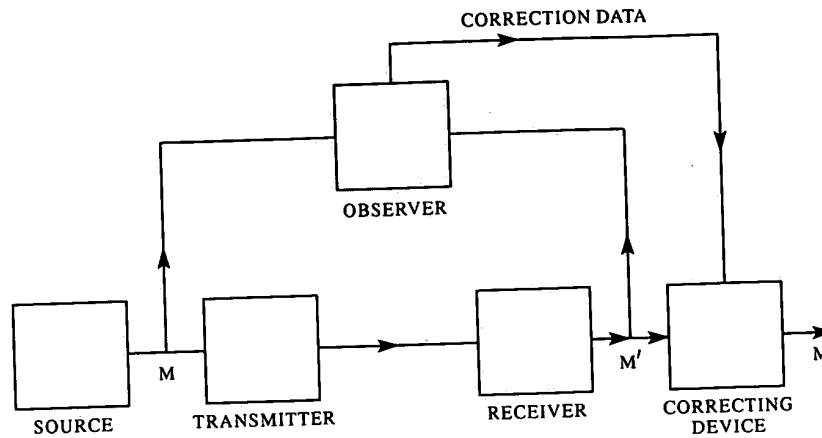 CORRECTION DATA
OBSERVER
M
M′
M
SOURCE
TRANSMITTER
RECEIVER
CORRECTING
DEVICE